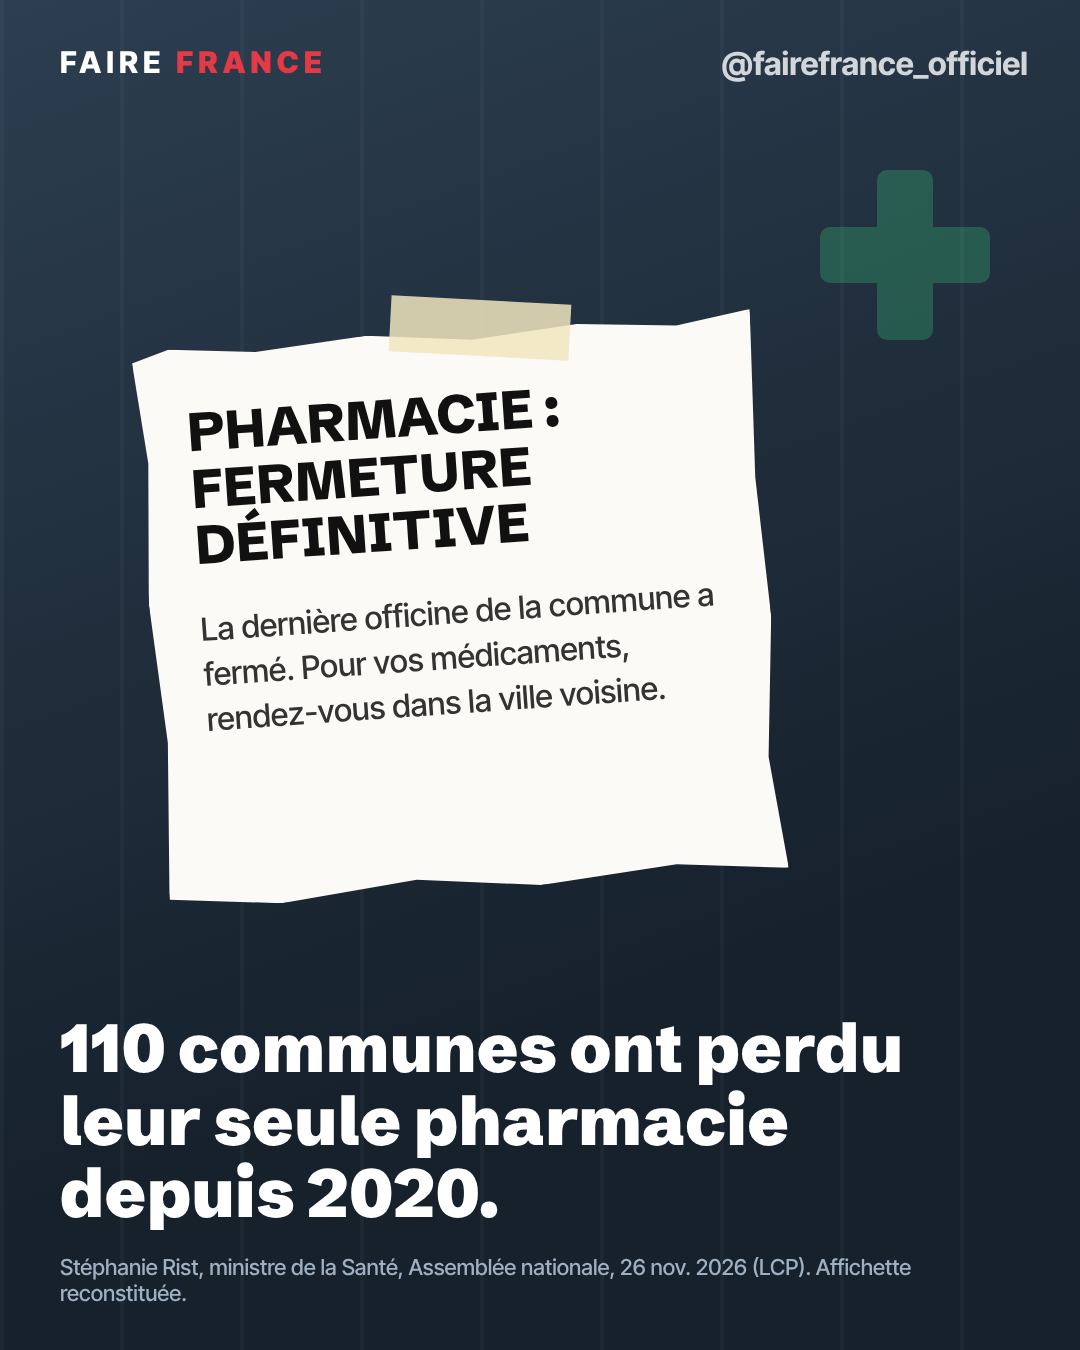 FAIRE FRANCE
@fairefrance_officiel
PHARMACIE :
FERMETURE
DÉFINITIVE
La dernière officine de la commune a
fermé. Pour vos médicaments,
rendez-vous dans la ville voisine.
110 communes ont perdu
leur seule pharmacie
depuis 2020.
Stéphanie Rist, ministre de la Santé, Assemblée nationale, 26 nov. 2026 (LCP). Affichette
reconstituée.